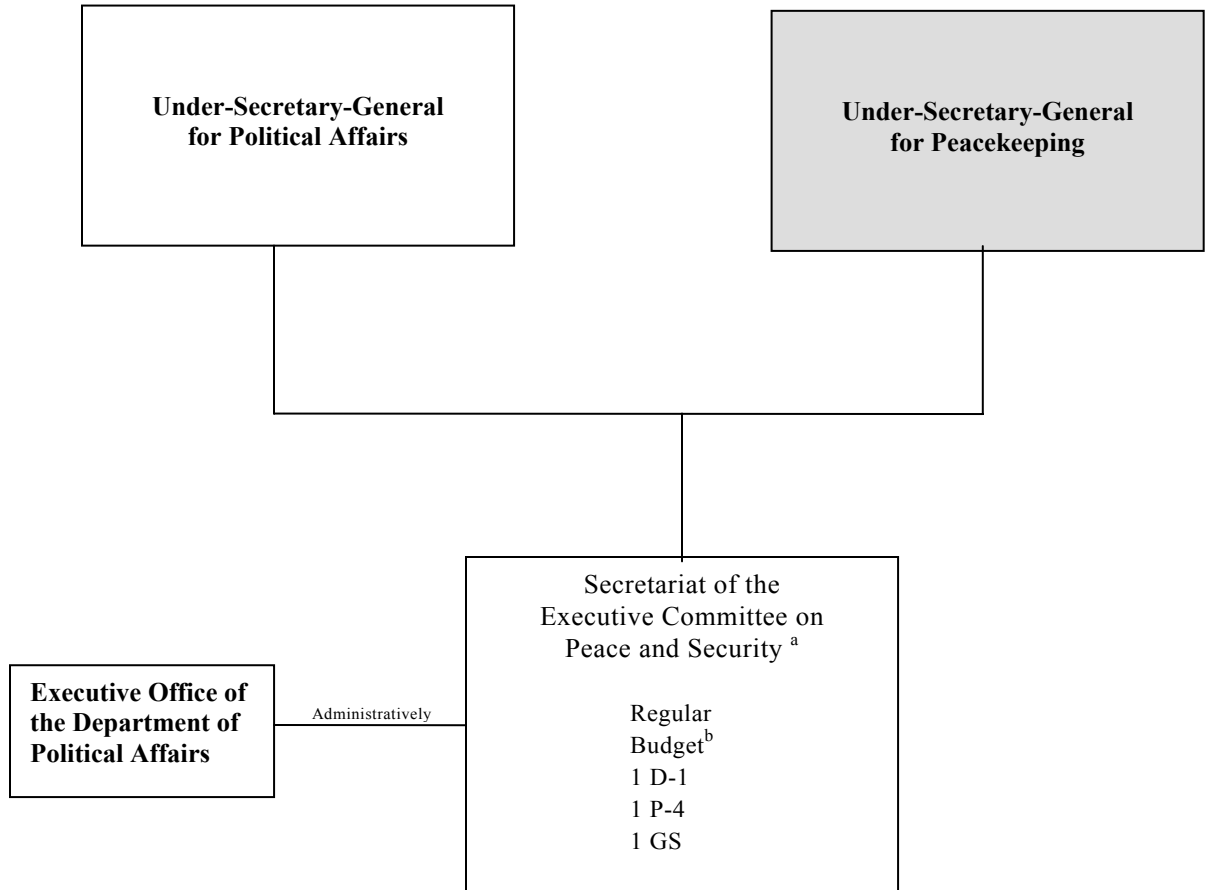 Under-Secretary-General
for Political Affairs
Under-Secretary-General
for Peacekeeping
Secretariat of the
Executive Committee on
Peace and Security a
Regular
Budget b
1 D-1
1 P-4
1 GS
Executive Office of
the Department of
Political Affairs
Administratively